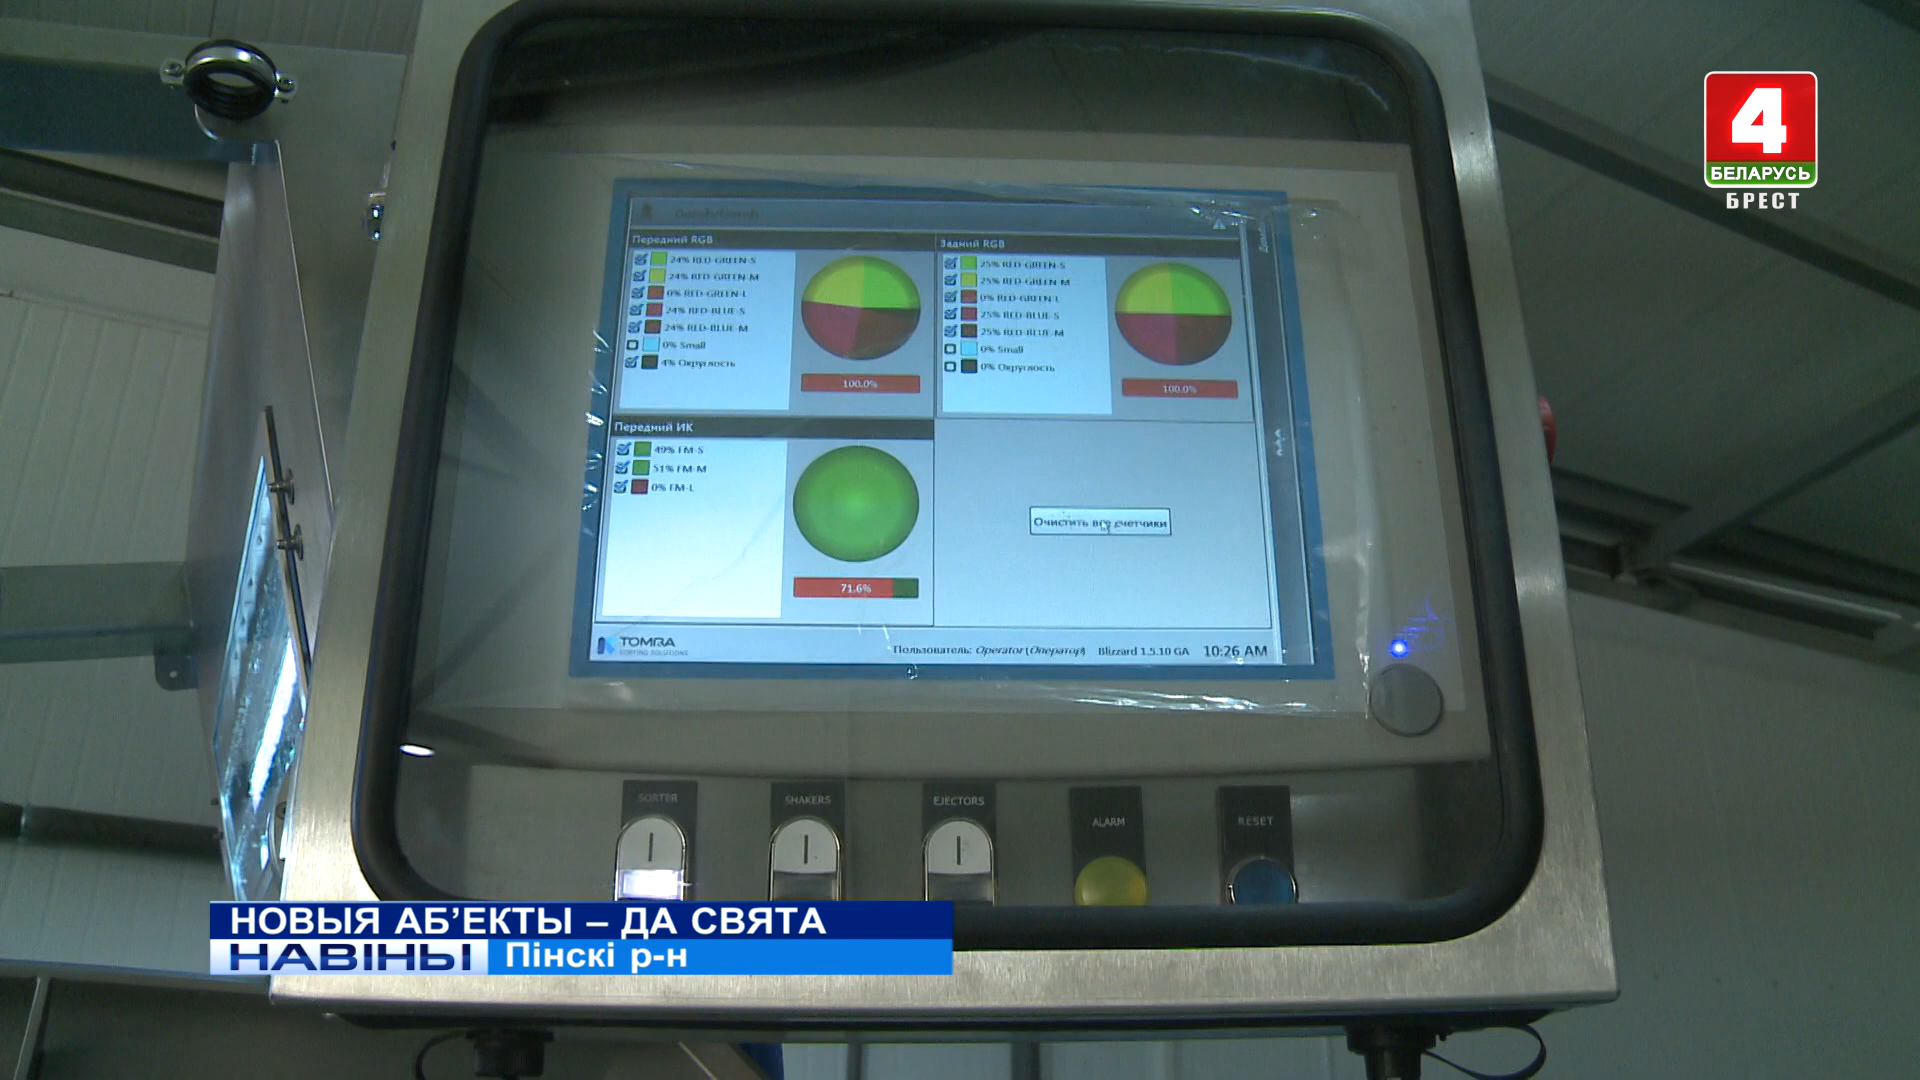 4
БЕЛАРУСЬ
БРЕСТ
Передний RGB
24% RED-GREEN-S
24% RED-GREEN-M
0% RED-GREEN-L
24% RED-BLUE-S
24% RED-BLUE-M
0% Small
4% Округлость
100.0%
Задний RGB
25% RED-GREEN-S
25% RED-GREEN-M
0% RED-GREEN-L
25% RED-BLUE-S
25% RED-BLUE-M
0% Small
0% Округлость
100.0%
Передний ИК
49% FM-S
51% FM-M
0% FM-L
71.6%
Очистить все счетчики
TOMRA
SORTING SOLUTIONS
Пользователь: Operator (Оператор) Blizzard 1.5.10 GA 10:26 AM
SORTER
SHAKERS
EJECTORS
ALARM
RESET
НОВЫЯ АБ’ЕКТЫ – ДА СВЯТА
НАВІНЫ Пінскі р-н